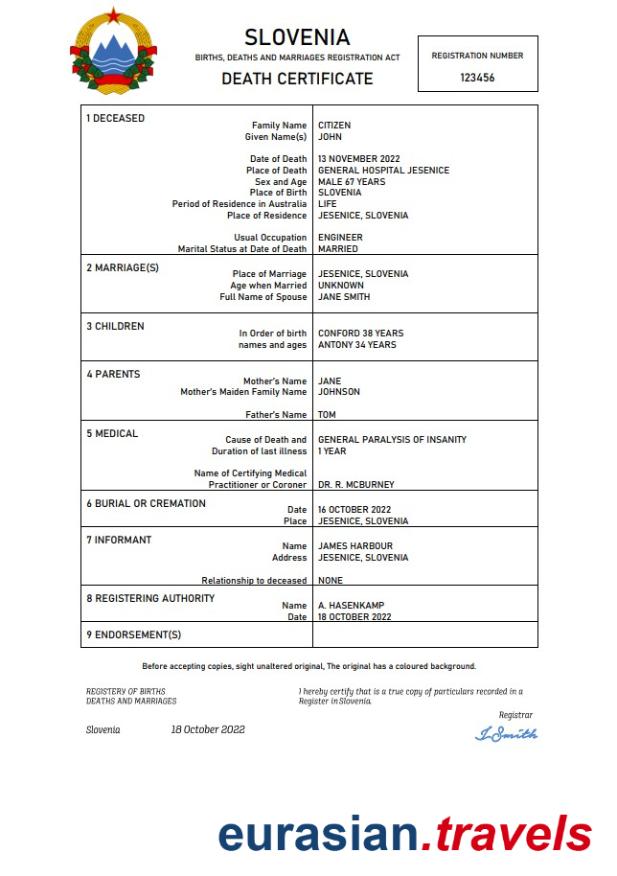 SLOVENIA
BIRTHS, DEATHS AND MARRIAGES REGISTRATION ACT
DEATH CERTIFICATE
REGISTRATION NUMBER
123456
1 DECEASED
Family Name CITIZEN
Given Name(s) JOHN
Date of Death 13 NOVEMBER 2022
Place of Death GENERAL HOSPITAL JESENICE
Sex and Age MALE 67 YEARS
Place of Birth SLOVENIA
Period of Residence in Australia LIFE
Place of Residence JESENICE, SLOVENIA
Usual Occupation ENGINEER
Marital Status at Date of Death MARRIED
2 MARRIAGE(S)
Place of Marriage JESENICE, SLOVENIA
Age when Married UNKNOWN
Full Name of Spouse JANE SMITH
3 CHILDREN
In Order of birth CONFORD 38 YEARS
names and ages ANTONY 34 YEARS
4 PARENTS
Mother's Name JANE
Mother's Maiden Family Name JOHNSON
Father's Name TOM
5 MEDICAL
Cause of Death and GENERAL PARALYSIS OF INSANITY
Duration of last illness 1 YEAR
Name of Certifying Medical
Practitioner or Coroner DR. R. MCBURNEY
6 BURIAL OR CREMATION
Date 16 OCTOBER 2022
Place JESENICE, SLOVENIA
7 INFORMANT
Name JAMES HARBOUR
Address JESENICE, SLOVENIA
Relationship to deceased NONE
8 REGISTERING AUTHORITY
Name A. HASENKAMP
Date 18 OCTOBER 2022
9 ENDORSEMENT(S)
Before accepting copies, sight unaltered original, The original has a coloured background.
REGISTERY OF BIRTHS
DEATHS AND MARRIAGES
I hereby certify that is a true copy of particulars recorded in a
Register in Slovenia.
Registrar
Slovenia 18 October 2022
I Smith
eurasian.travels